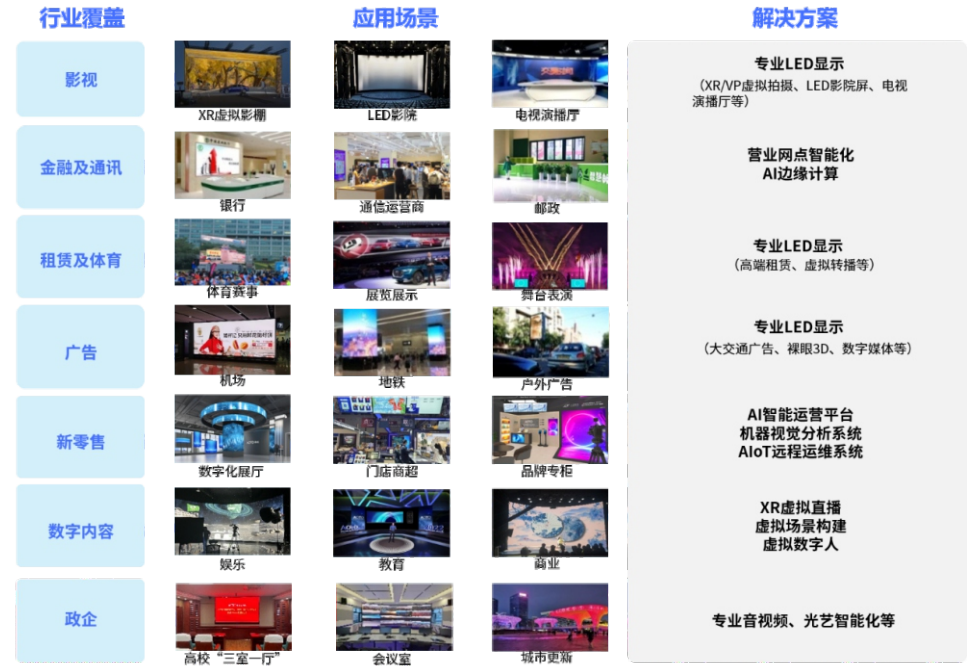 行业覆盖
应用场景
解决方案
影视
XR虚拟影棚
LED影院
电视演播厅
专业LED显示
（XR/VP虚拟拍摄、LED影院屏、电视
演播厅等）
金融及通讯
银行
通信运营商
邮政
营业网点智能化
AI边缘计算
租赁及体育
体育赛事
展览展示
舞台表演
专业LED显示
（高端租赁、虚拟转播等）
广告
机场
地铁
户外广告
专业LED显示
（大交通广告、裸眼3D、数字媒体等）
新零售
数字化展厅
门店商超
品牌专柜
AI智能运营平台
机器视觉分析系统
AIoT远程运维系统
数字内容
娱乐
教育
商业
XR虚拟直播
虚拟场景构建
虚拟数字人
政企
高校“三室一厅”
会议室
城市更新
专业音视频、光艺智能化等